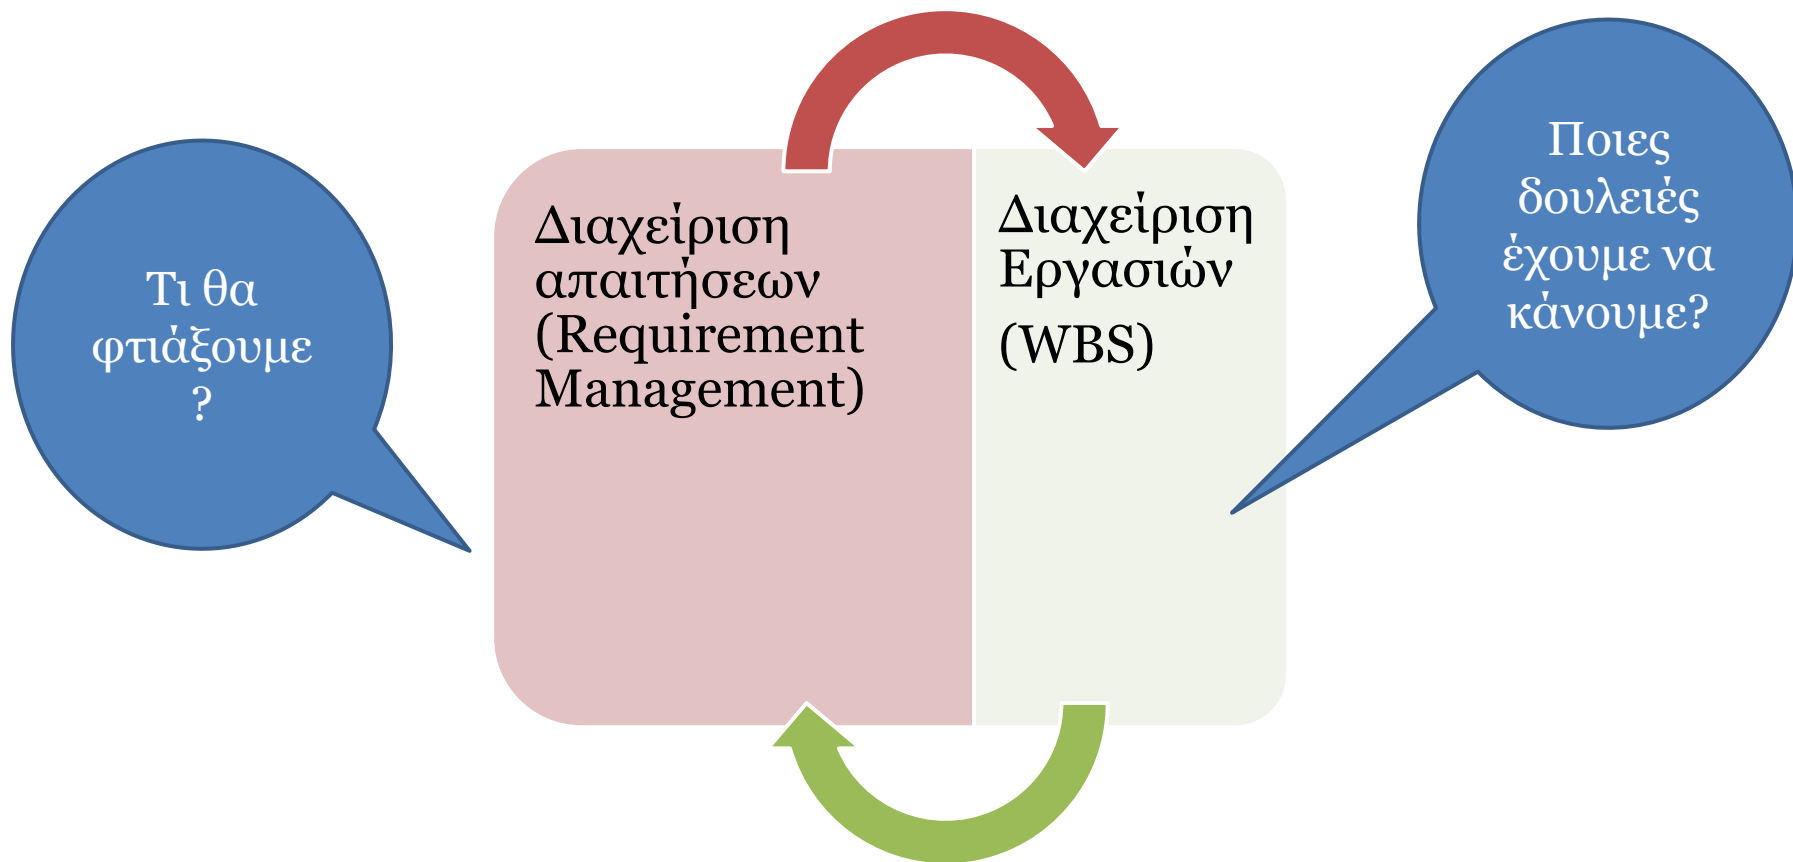 Τι θα
φτιάξουμε
?
Διαχείριση
απαιτήσεων
(Requirement
Management)
Διαχείριση
Εργασιών
(WBS)
Ποιες
δουλειές
έχουμε να
κάνουμε?